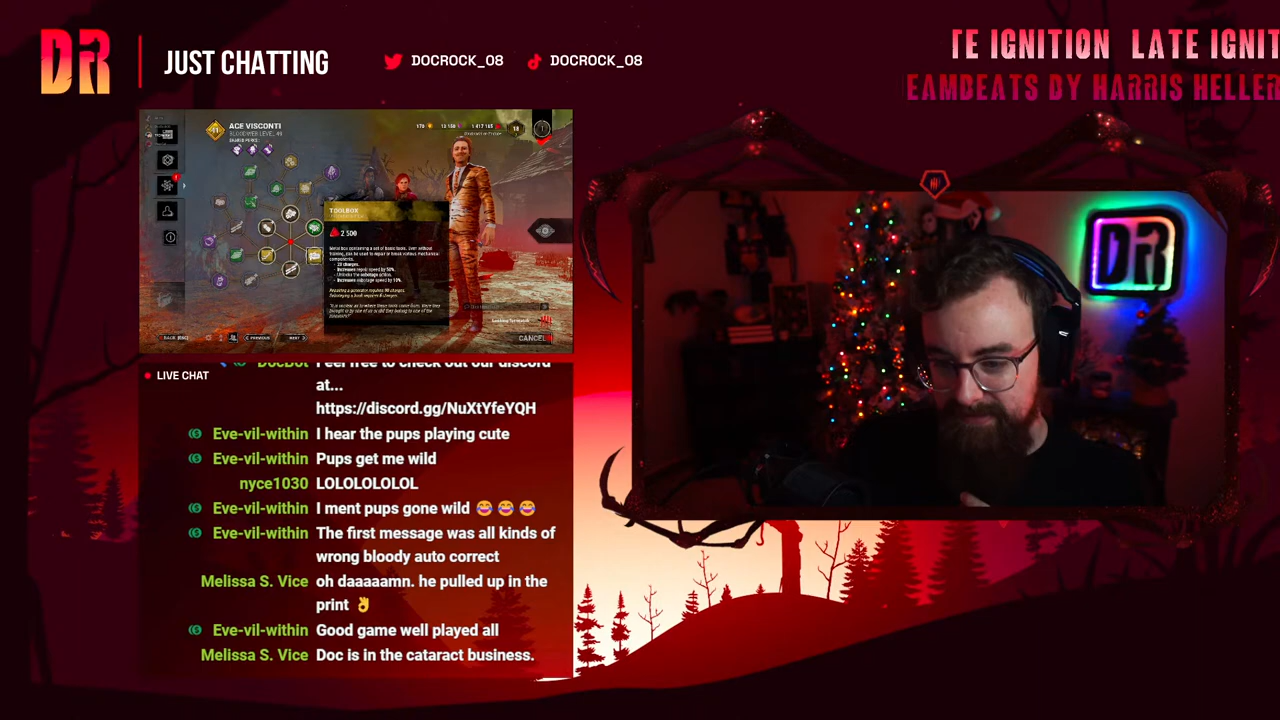 DR
JUST CHATTING
DOCROCK_08
DOCROCK_08
TE IGNITION LATE IGNIT
EAMBEATS BY HARRIS HELLER
ACE VISCONTI
TOOLBOX
2 500
CANCEL
DR
LIVE CHAT
DocBot Feel free to check out our discord
at...
https://discord.gg/NuXtYfeYQH
Eve-vil-within I hear the pups playing cute
Eve-vil-within Pups get me wild
nyce1030 LOLOLOLOLOL
Eve-vil-within I ment pups gone wild 😂 😂 😂
Eve-vil-within The first message was all kinds of
wrong bloody auto correct
Melissa S. Vice oh daaaaamn. he pulled up in the
print 👌
Eve-vil-within Good game well played all
Melissa S. Vice Doc is in the cataract business.